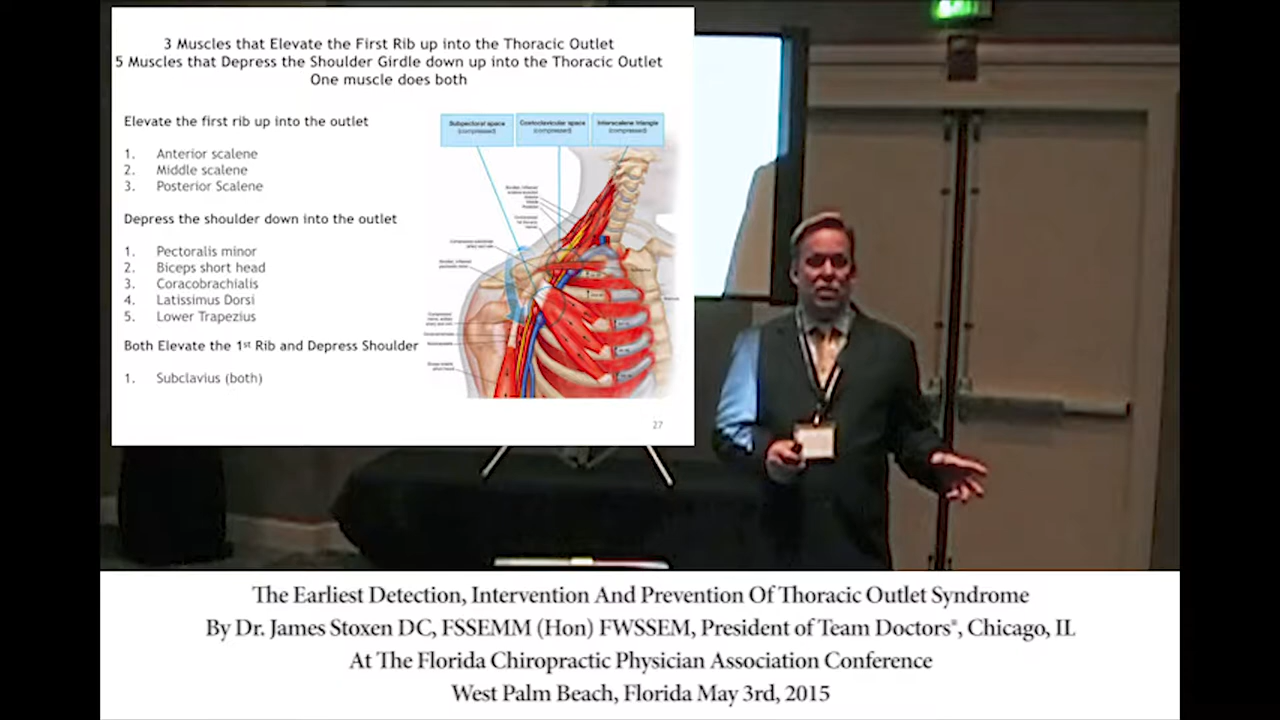 3 Muscles that Elevate the First Rib up into the Thoracic Outlet
5 Muscles that Depress the Shoulder Girdle down up into the Thoracic Outlet
One muscle does both
Elevate the first rib up into the outlet
1. Anterior scalene
2. Middle scalene
3. Posterior Scalene
Depress the shoulder down into the outlet
1. Pectoralis minor
2. Biceps short head
3. Coracobrachialis
4. Latissimus Dorsi
5. Lower Trapezius
Both Elevate the 1st Rib and Depress Shoulder
1. Subclavius (both)
Subpectoral space
(compressed)
Costoclavicular space
(compressed)
Interscalene triangle
(compressed)
27
The Earliest Detection, Intervention And Prevention Of Thoracic Outlet Syndrome
By Dr. James Stoxen DC, FSSEMM (Hon) FWSSEM, President of Team Doctors®, Chicago, IL
At The Florida Chiropractic Physician Association Conference
West Palm Beach, Florida May 3rd, 2015